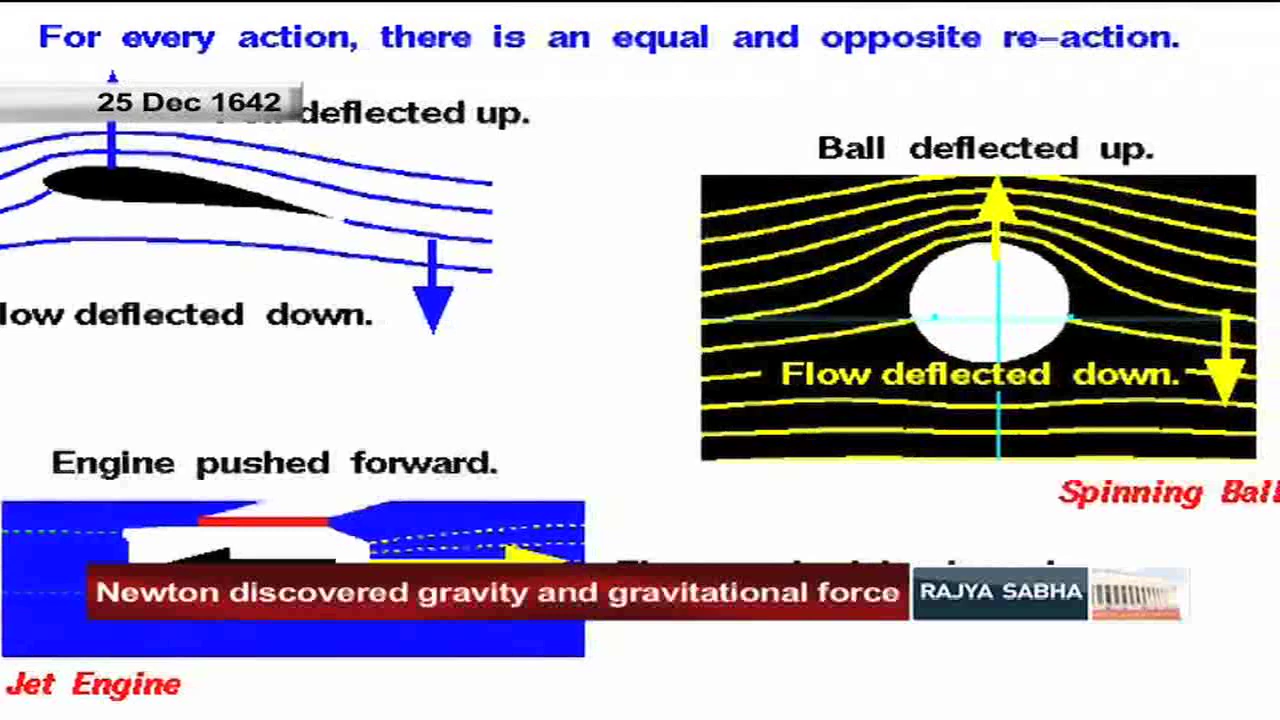 For every action, there is an equal and opposite re-action.
25 Dec 1642
deflected up.
Ball deflected up.
low deflected down.
Flow deflected down.
Engine pushed forward.
Spinning Ball
Newton discovered gravity and gravitational force
RAJYA SABHA
Jet Engine